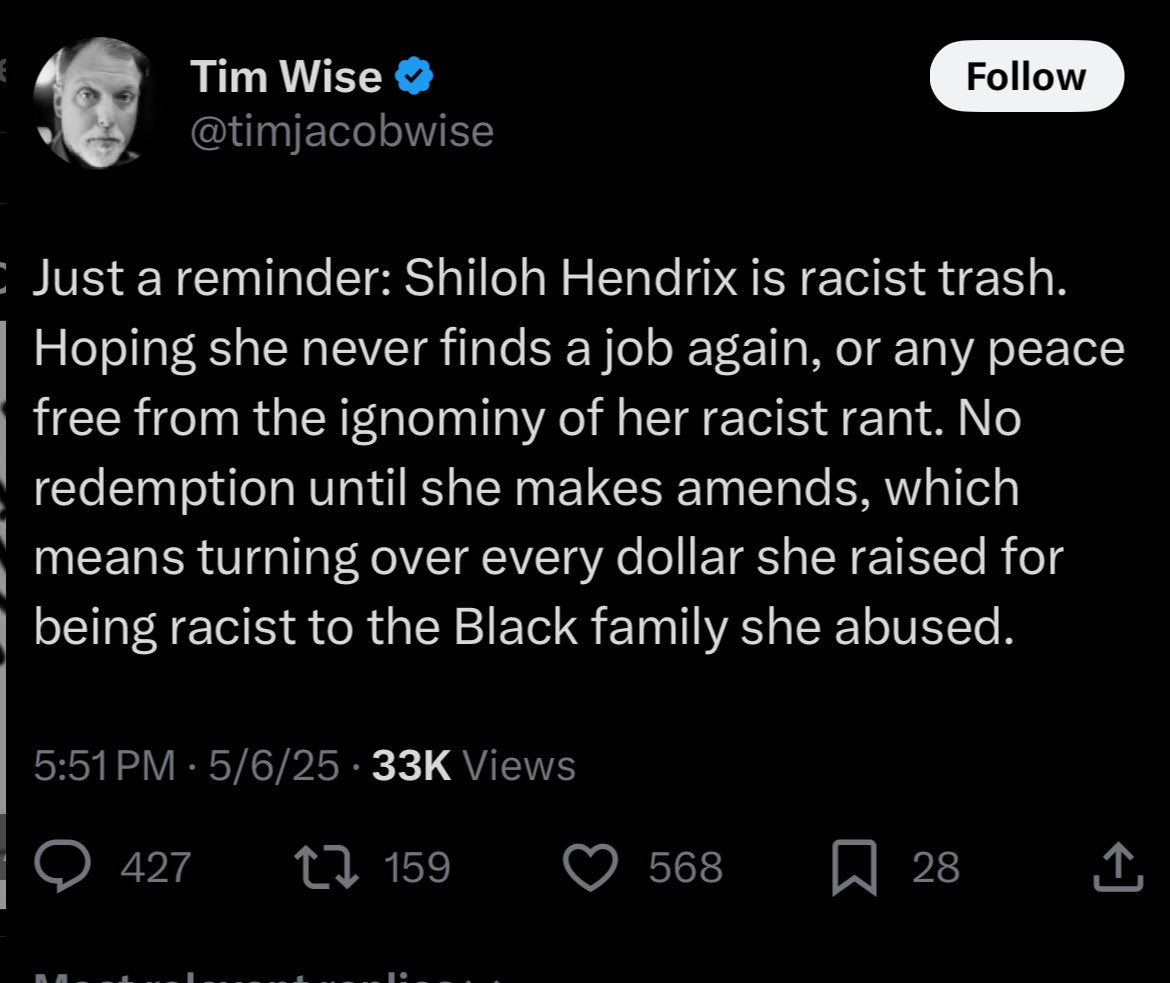 Tim Wise
Follow
@timjacobwise
Just a reminder: Shiloh Hendrix is racist trash.
Hoping she never finds a job again, or any peace
free from the ignominy of her racist rant. No
redemption until she makes amends, which
means turning over every dollar she raised for
being racist to the Black family she abused.
5:51 PM · 5/6/25 · 33K Views
427 159 568 28
Most relevant replies